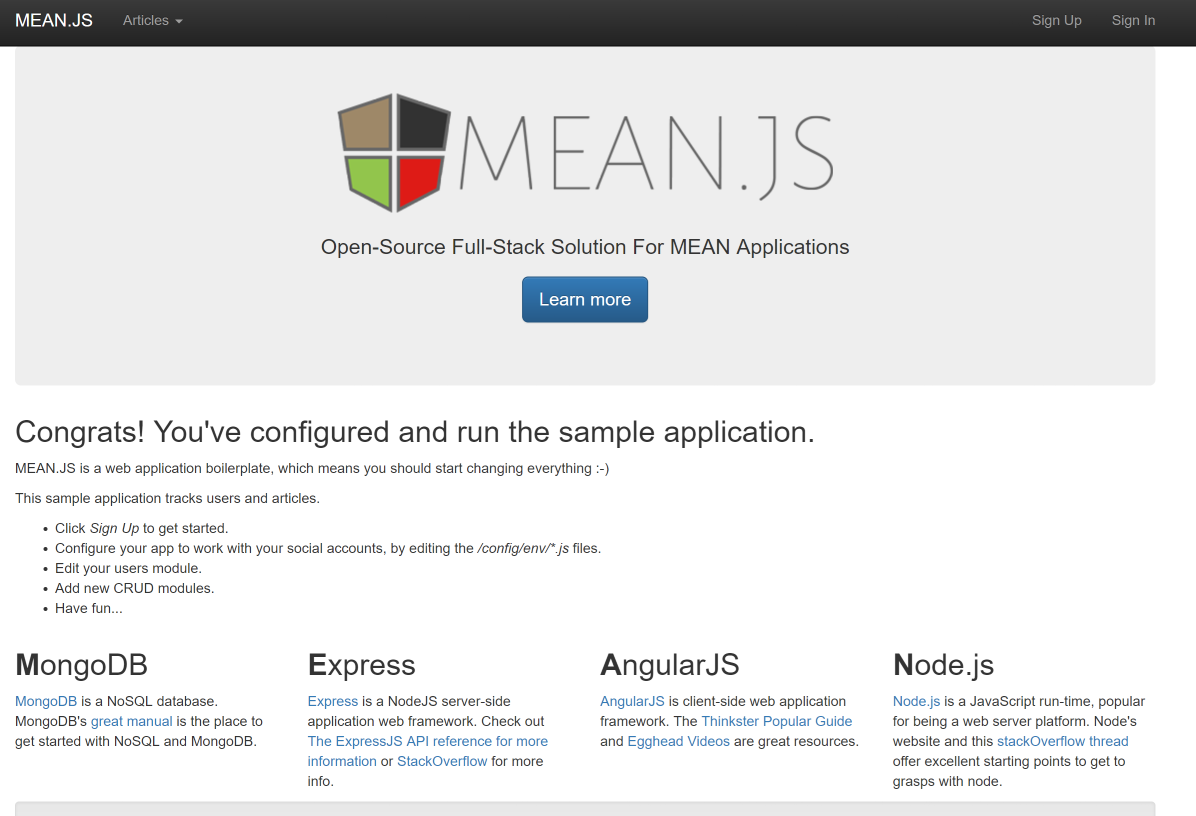 MEAN.JS Articles Sign Up Sign In
MEAN.JS
Open-Source Full-Stack Solution For MEAN Applications
Learn more
Congrats! You've configured and run the sample application.
MEAN.JS is a web application boilerplate, which means you should start changing everything :-)
This sample application tracks users and articles.
• Click Sign Up to get started.
• Configure your app to work with your social accounts, by editing the /config/env/*.js files.
• Edit your users module.
• Add new CRUD modules.
• Have fun...
MongoDB
MongoDB is a NoSQL database.
MongoDB's great manual is the place to
get started with NoSQL and MongoDB.
Express
Express is a NodeJS server-side
application web framework. Check out
The ExpressJS API reference for more
information or StackOverflow for more
info.
AngularJS
AngularJS is client-side web application
framework. The Thinkster Popular Guide
and Egghead Videos are great resources.
Node.js
Node.js is a JavaScript run-time, popular
for being a web server platform. Node's
website and this stackOverflow thread
offer excellent starting points to get to
grasps with node.